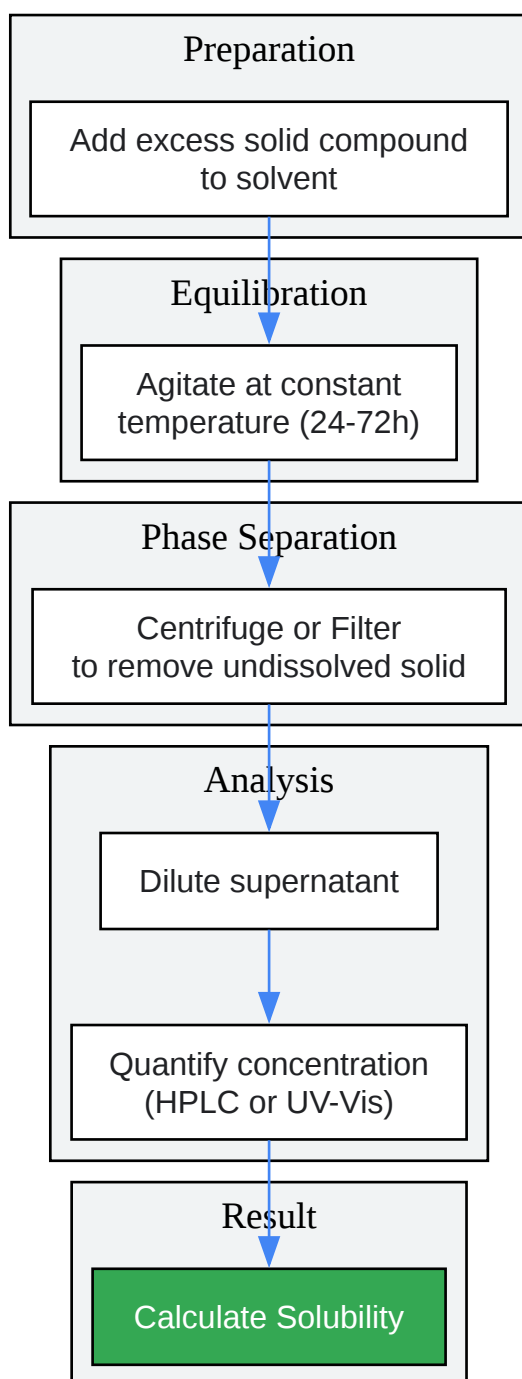 Preparation
Add excess solid compound
to solvent
Equilibration
Agitate at constant
temperature (24-72h)
Phase Separation
Centrifuge or Filter
to remove undissolved solid
Analysis
Dilute supernatant
Quantify concentration
(HPLC or UV-Vis)
Result
Calculate Solubility